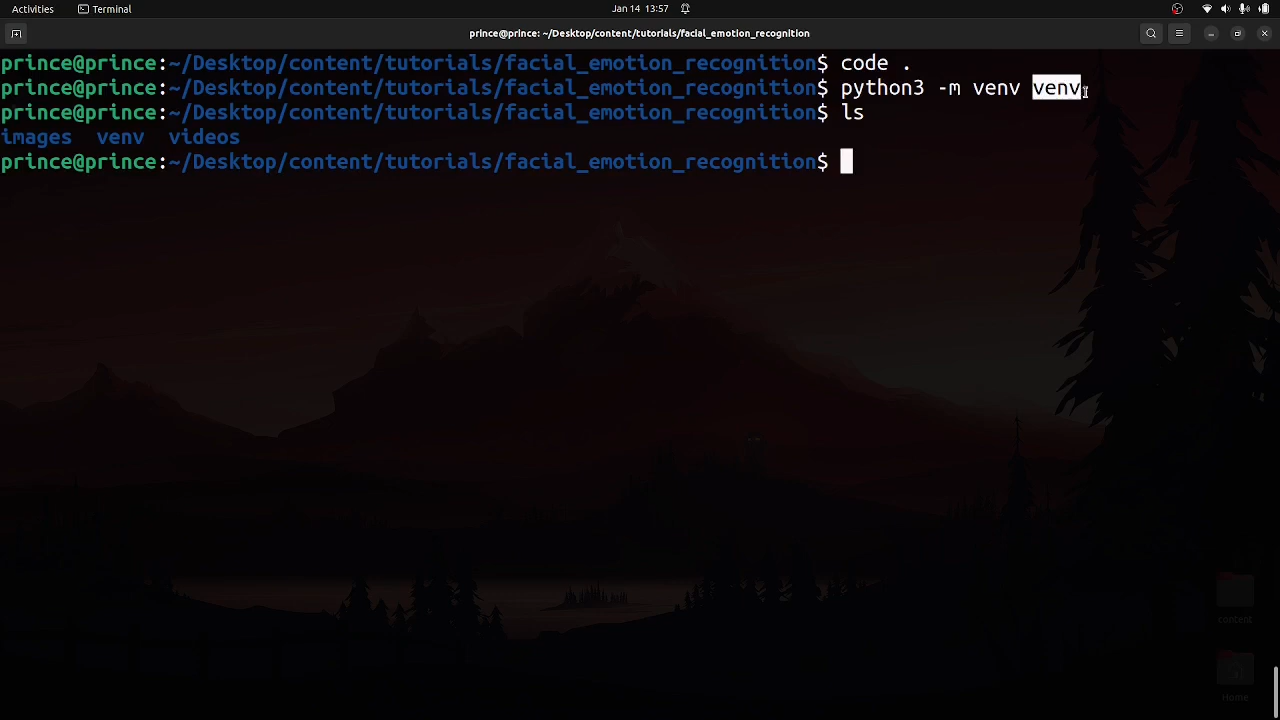 Activities Terminal Jan 14 13:57
prince@prince: ~/Desktop/content/tutorials/facial_emotion_recognition
prince@prince:~/Desktop/content/tutorials/facial_emotion_recognition$ code .
prince@prince:~/Desktop/content/tutorials/facial_emotion_recognition$ python3 -m venv venv
prince@prince:~/Desktop/content/tutorials/facial_emotion_recognition$ ls
images venv videos
prince@prince:~/Desktop/content/tutorials/facial_emotion_recognition$
content
Home